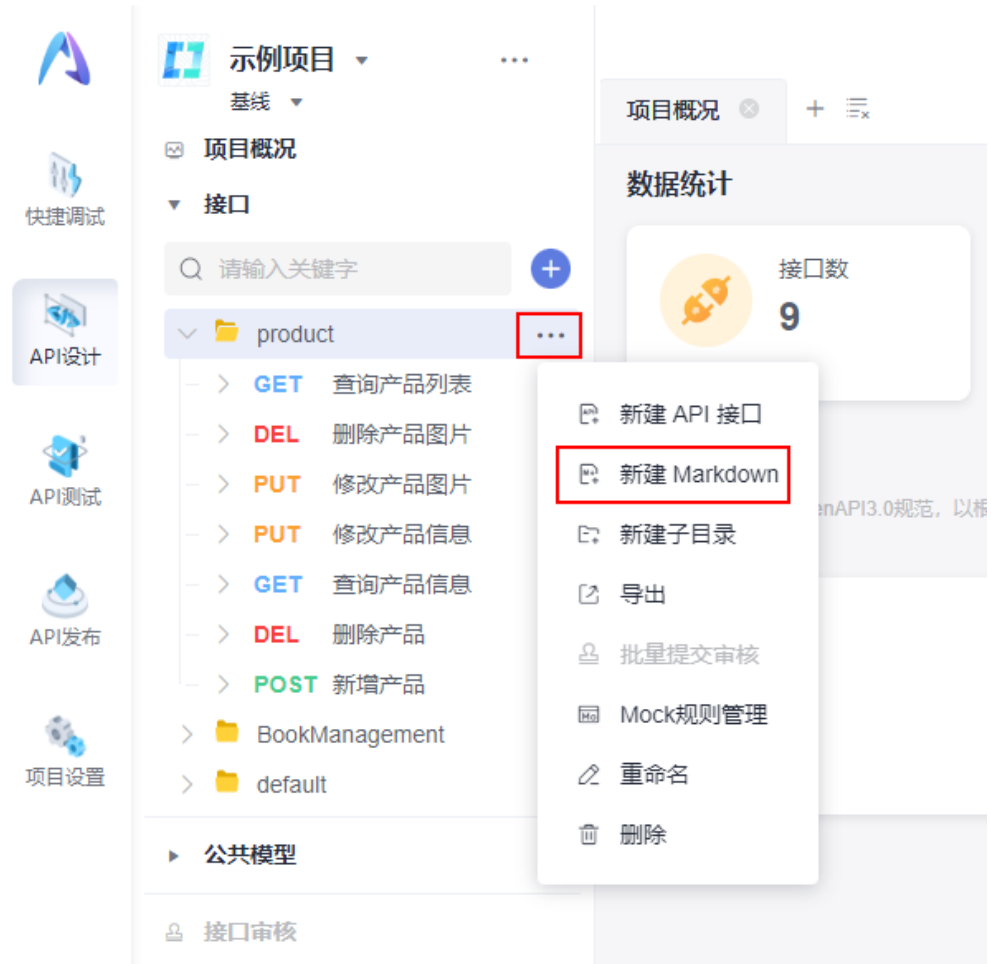 快捷调试
API设计
API测试
API发布
项目设置
示例项目
基线
项目概况
接口
请输入关键字
product
GET 查询产品列表
DEL 删除产品图片
PUT 修改产品图片
PUT 修改产品信息
GET 查询产品信息
DEL 删除产品
POST 新增产品
BookManagement
default
公共模型
接口审核
项目概况
数据统计
接口数
9
新建 API 接口
新建 Markdown
新建子目录
导出
批量提交审核
Mock规则管理
重命名
删除
enAPI3.0规范，以根